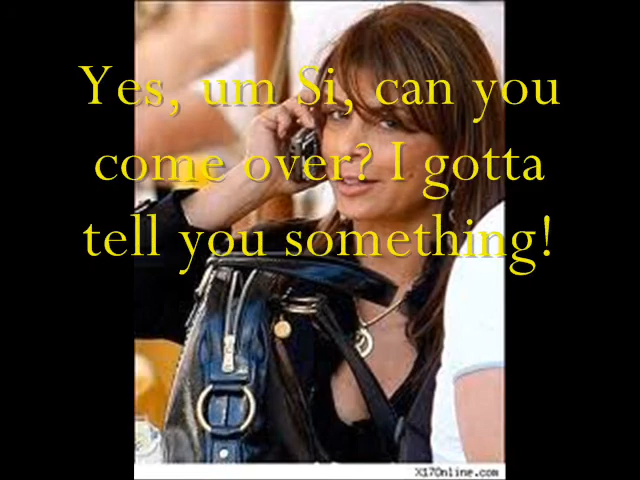 Yes, um Si, can you
come over? I gotta
tell you something!
X17Online.com